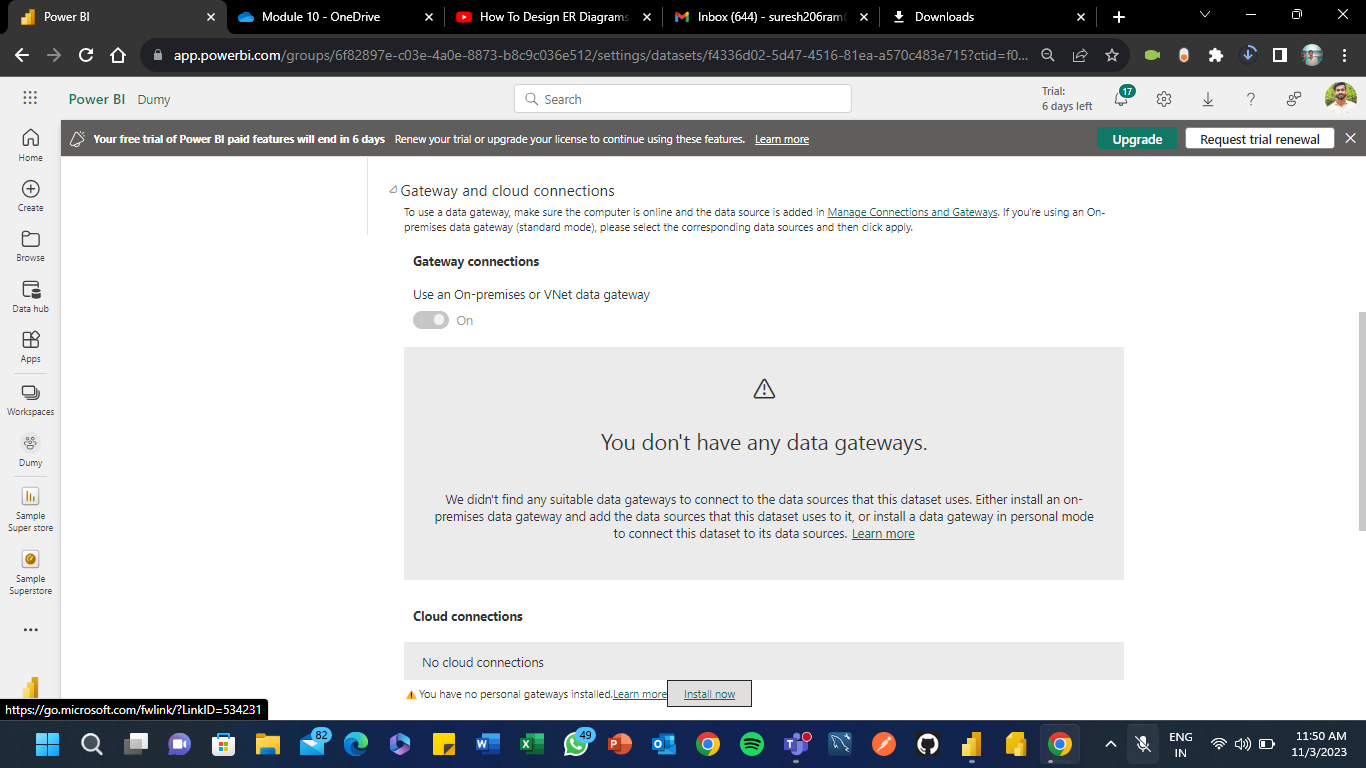 Power BI
Module 10 - OneDrive
How To Design ER Diagrams
Inbox (644) - suresh206ram@
Downloads
app.powerbi.com/groups/6f82897e-c03e-4a0e-8873-b8c9c036e512/settings/datasets/f4336d02-5d47-4516-81ea-a570c483e715?ctid=f0...
Power BI Dumy
Search
Trial:
6 days left
17
Your free trial of Power BI paid features will end in 6 days Renew your trial or upgrade your license to continue using these features. Learn more
Upgrade
Request trial renewal
Home
Create
Browse
Data hub
Apps
Workspaces
Dumy
Sample
Super store
Sample
Superstore
Gateway and cloud connections
To use a data gateway, make sure the computer is online and the data source is added in Manage Connections and Gateways. If you're using an On-
premises data gateway (standard mode), please select the corresponding data sources and then click apply.
Gateway connections
Use an On-premises or VNet data gateway
On
You don't have any data gateways.
We didn't find any suitable data gateways to connect to the data sources that this dataset uses. Either install an on-
premises data gateway and add the data sources that this dataset uses to it, or install a data gateway in personal mode
to connect this dataset to its data sources. Learn more
Cloud connections
No cloud connections
You have no personal gateways installed.Learn more
Install now
https://go.microsoft.com/fwlink/?LinkID=534231
82
49
ENG
IN
11:50 AM
11/3/2023